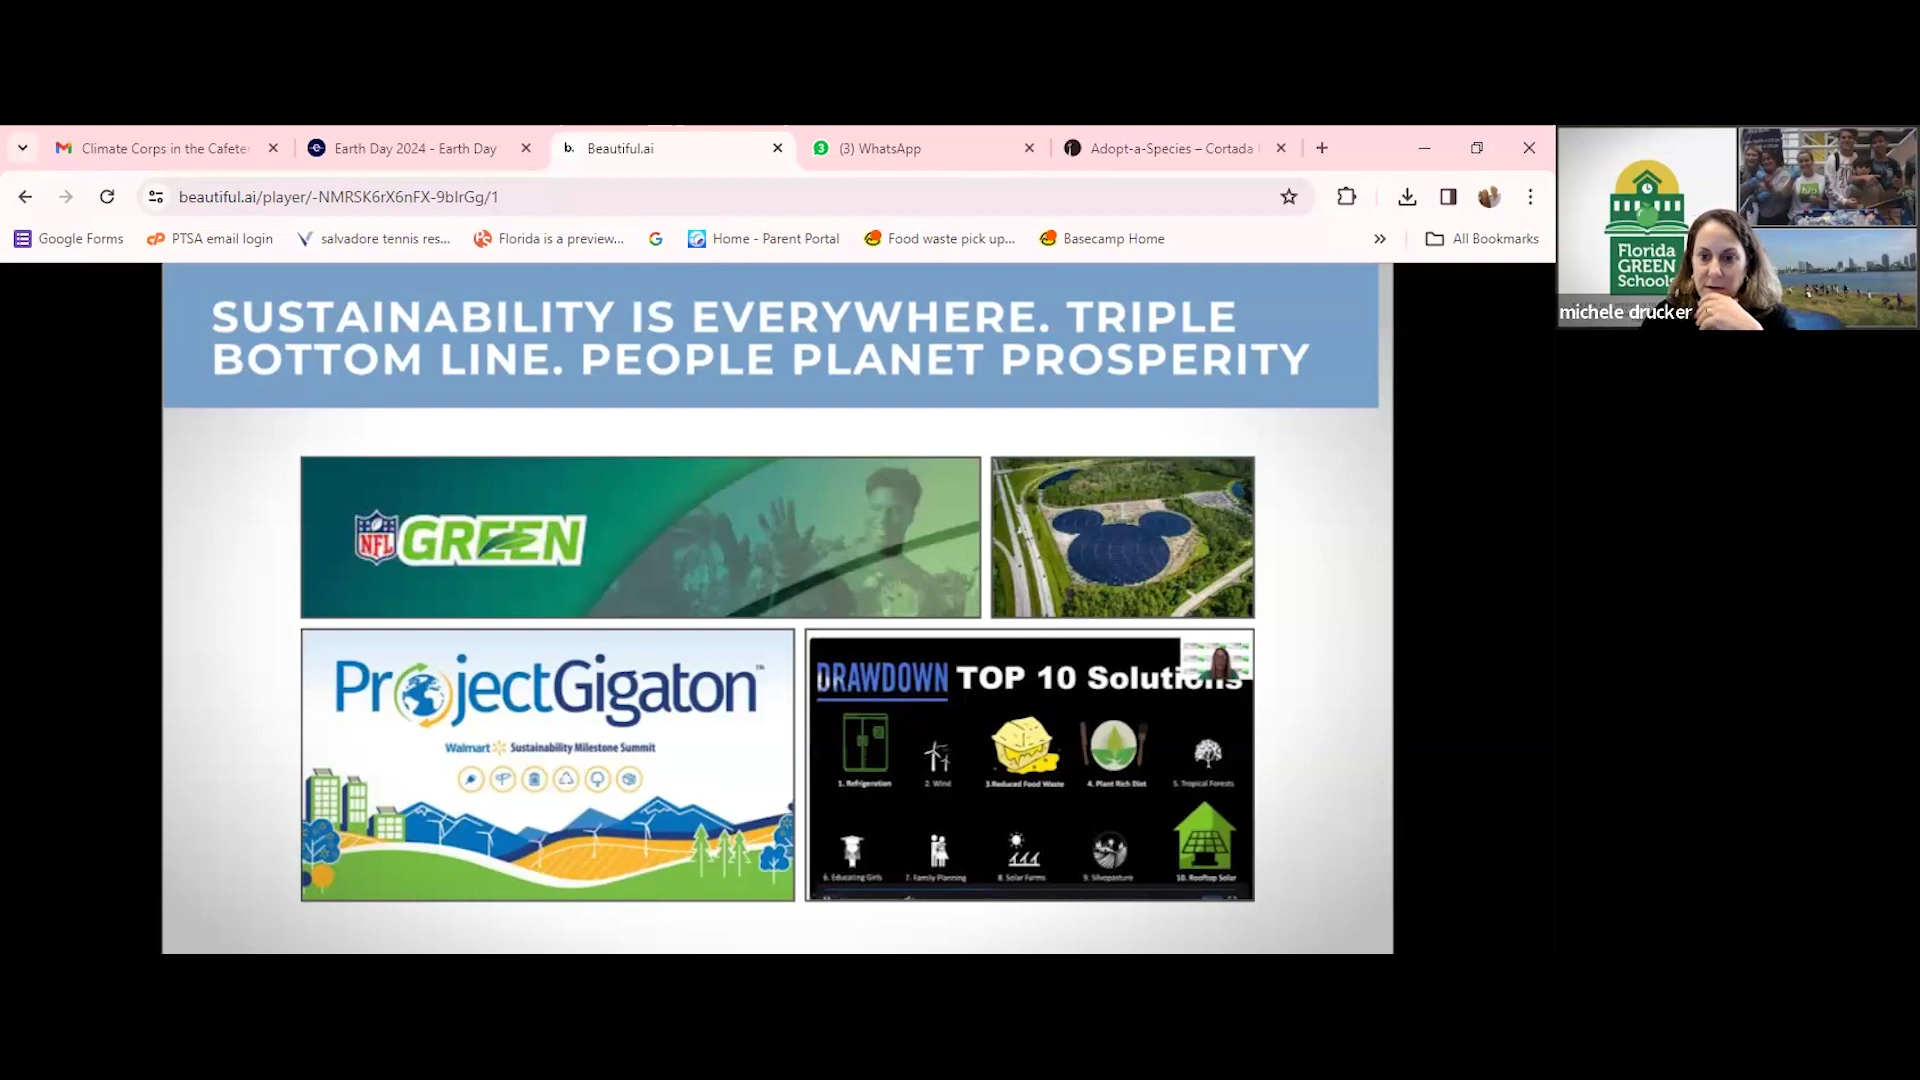 Climate Corps in the Cafeter
Earth Day 2024 - Earth Day
b.
Beautiful.ai
(3) WhatsApp
Adopt-a-Species – Cortada
beautiful.ai/player/-NMRSK6rX6nFX-9bIrGg/1
Google Forms
PTSA email login
salvadore tennis res...
Florida is a preview...
Home - Parent Portal
Food waste pick up...
Basecamp Home
All Bookmarks
SUSTAINABILITY IS EVERYWHERE. TRIPLE
BOTTOM LINE. PEOPLE PLANET PROSPERITY
NFL GREEN
ProjectGigaton™
Walmart Sustainability Milestone Summit
DRAWDOWN TOP 10 Solutions
1. Refrigeration
2. Wind
3.Reduced Food Waste
4. Plant Rich Diet
5. Tropical Forests
6. Educating Girls
7. Family Planning
8. Solar Farms
9. Silvopasture
10. Rooftop Solar
Florida
GREEN
Schools
michele drucker